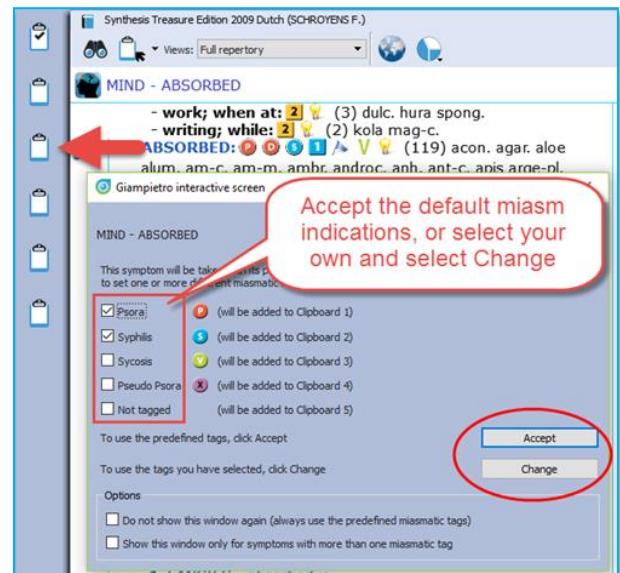 Synthesis Treasure Edition 2009 Dutch (SCHROYENS F.)
Views: Full repertory
MIND - ABSORBED
- work; when at: 2 (3) dulc. hura spong.
- writing; while: 2 (2) kola mag-c.
ABSORBED: P D S 1 V (119) acon. agar. aloe
alum. am-c. am-m. ambr. androc. anh. ant-c. apis arge-pl.
Giampietro interactive screen
Accept the default miasm
indications, or select your
own and select Change
MIND - ABSORBED
This symptom will be
to set one or more different miasmatic
Psora P (will be added to Clipboard 1)
Syphilis S (will be added to Clipboard 2)
Sycosis V (will be added to Clipboard 3)
Pseudo Psora X (will be added to Clipboard 4)
Not tagged (will be added to Clipboard 5)
To use the predefined tags, click Accept
Accept
To use the tags you have selected, click Change
Change
Options
Do not show this window again (always use the predefined miasmatic tags)
Show this window only for symptoms with more than one miasmatic tag